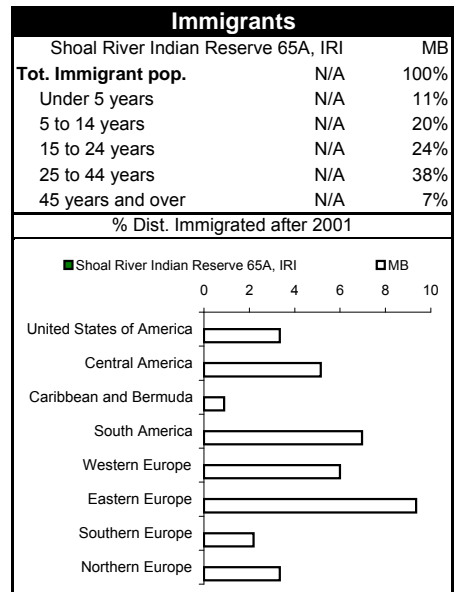 Immigrants
Shoal River Indian Reserve 65A, IRI MB
Tot. Immigrant pop. N/A 100%
Under 5 years N/A 11%
5 to 14 years N/A 20%
15 to 24 years N/A 24%
25 to 44 years N/A 38%
45 years and over N/A 7%
% Dist. Immigrated after 2001
Shoal River Indian Reserve 65A, IRI MB
0 2 4 6 8 10
United States of America
Central America
Caribbean and Bermuda
South America
Western Europe
Eastern Europe
Southern Europe
Northern Europe